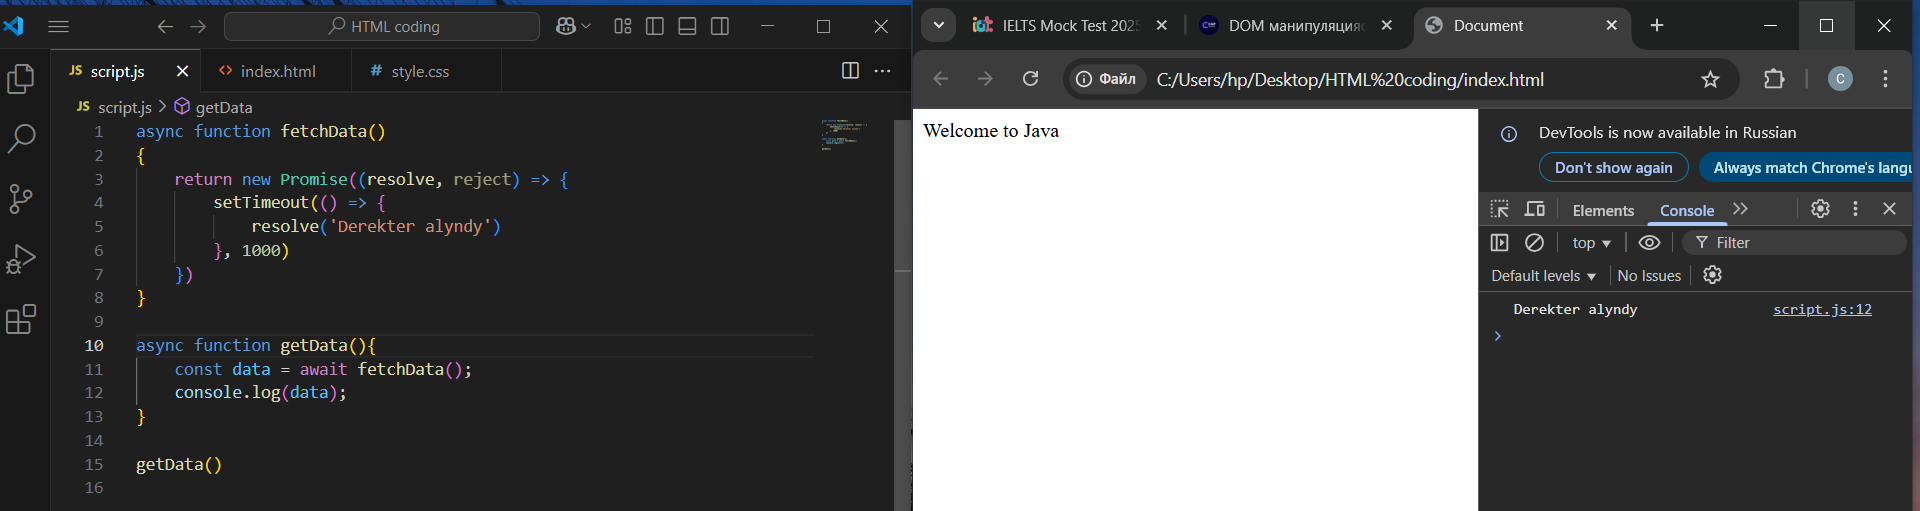 HTML coding
JS script.js
<> index.html
# style.css
JS script.js > getData
1 async function fetchData()
2 {
3 return new Promise((resolve, reject) => {
4 setTimeout(() => {
5 resolve('Derekter alyndy')
6 }, 1000)
7 })
8 }
9
10 async function getData(){
11 const data = await fetchData();
12 console.log(data);
13 }
14
15 getData()
16
IELTS Mock Test 2025
DOM манипуляцияс
Document
Файл C:/Users/hp/Desktop/HTML%20coding/index.html
C
Welcome to Java
DevTools is now available in Russian
Don't show again
Always match Chrome's langu
Elements Console
top Filter
Default levels No Issues
Derekter alyndy script.js:12